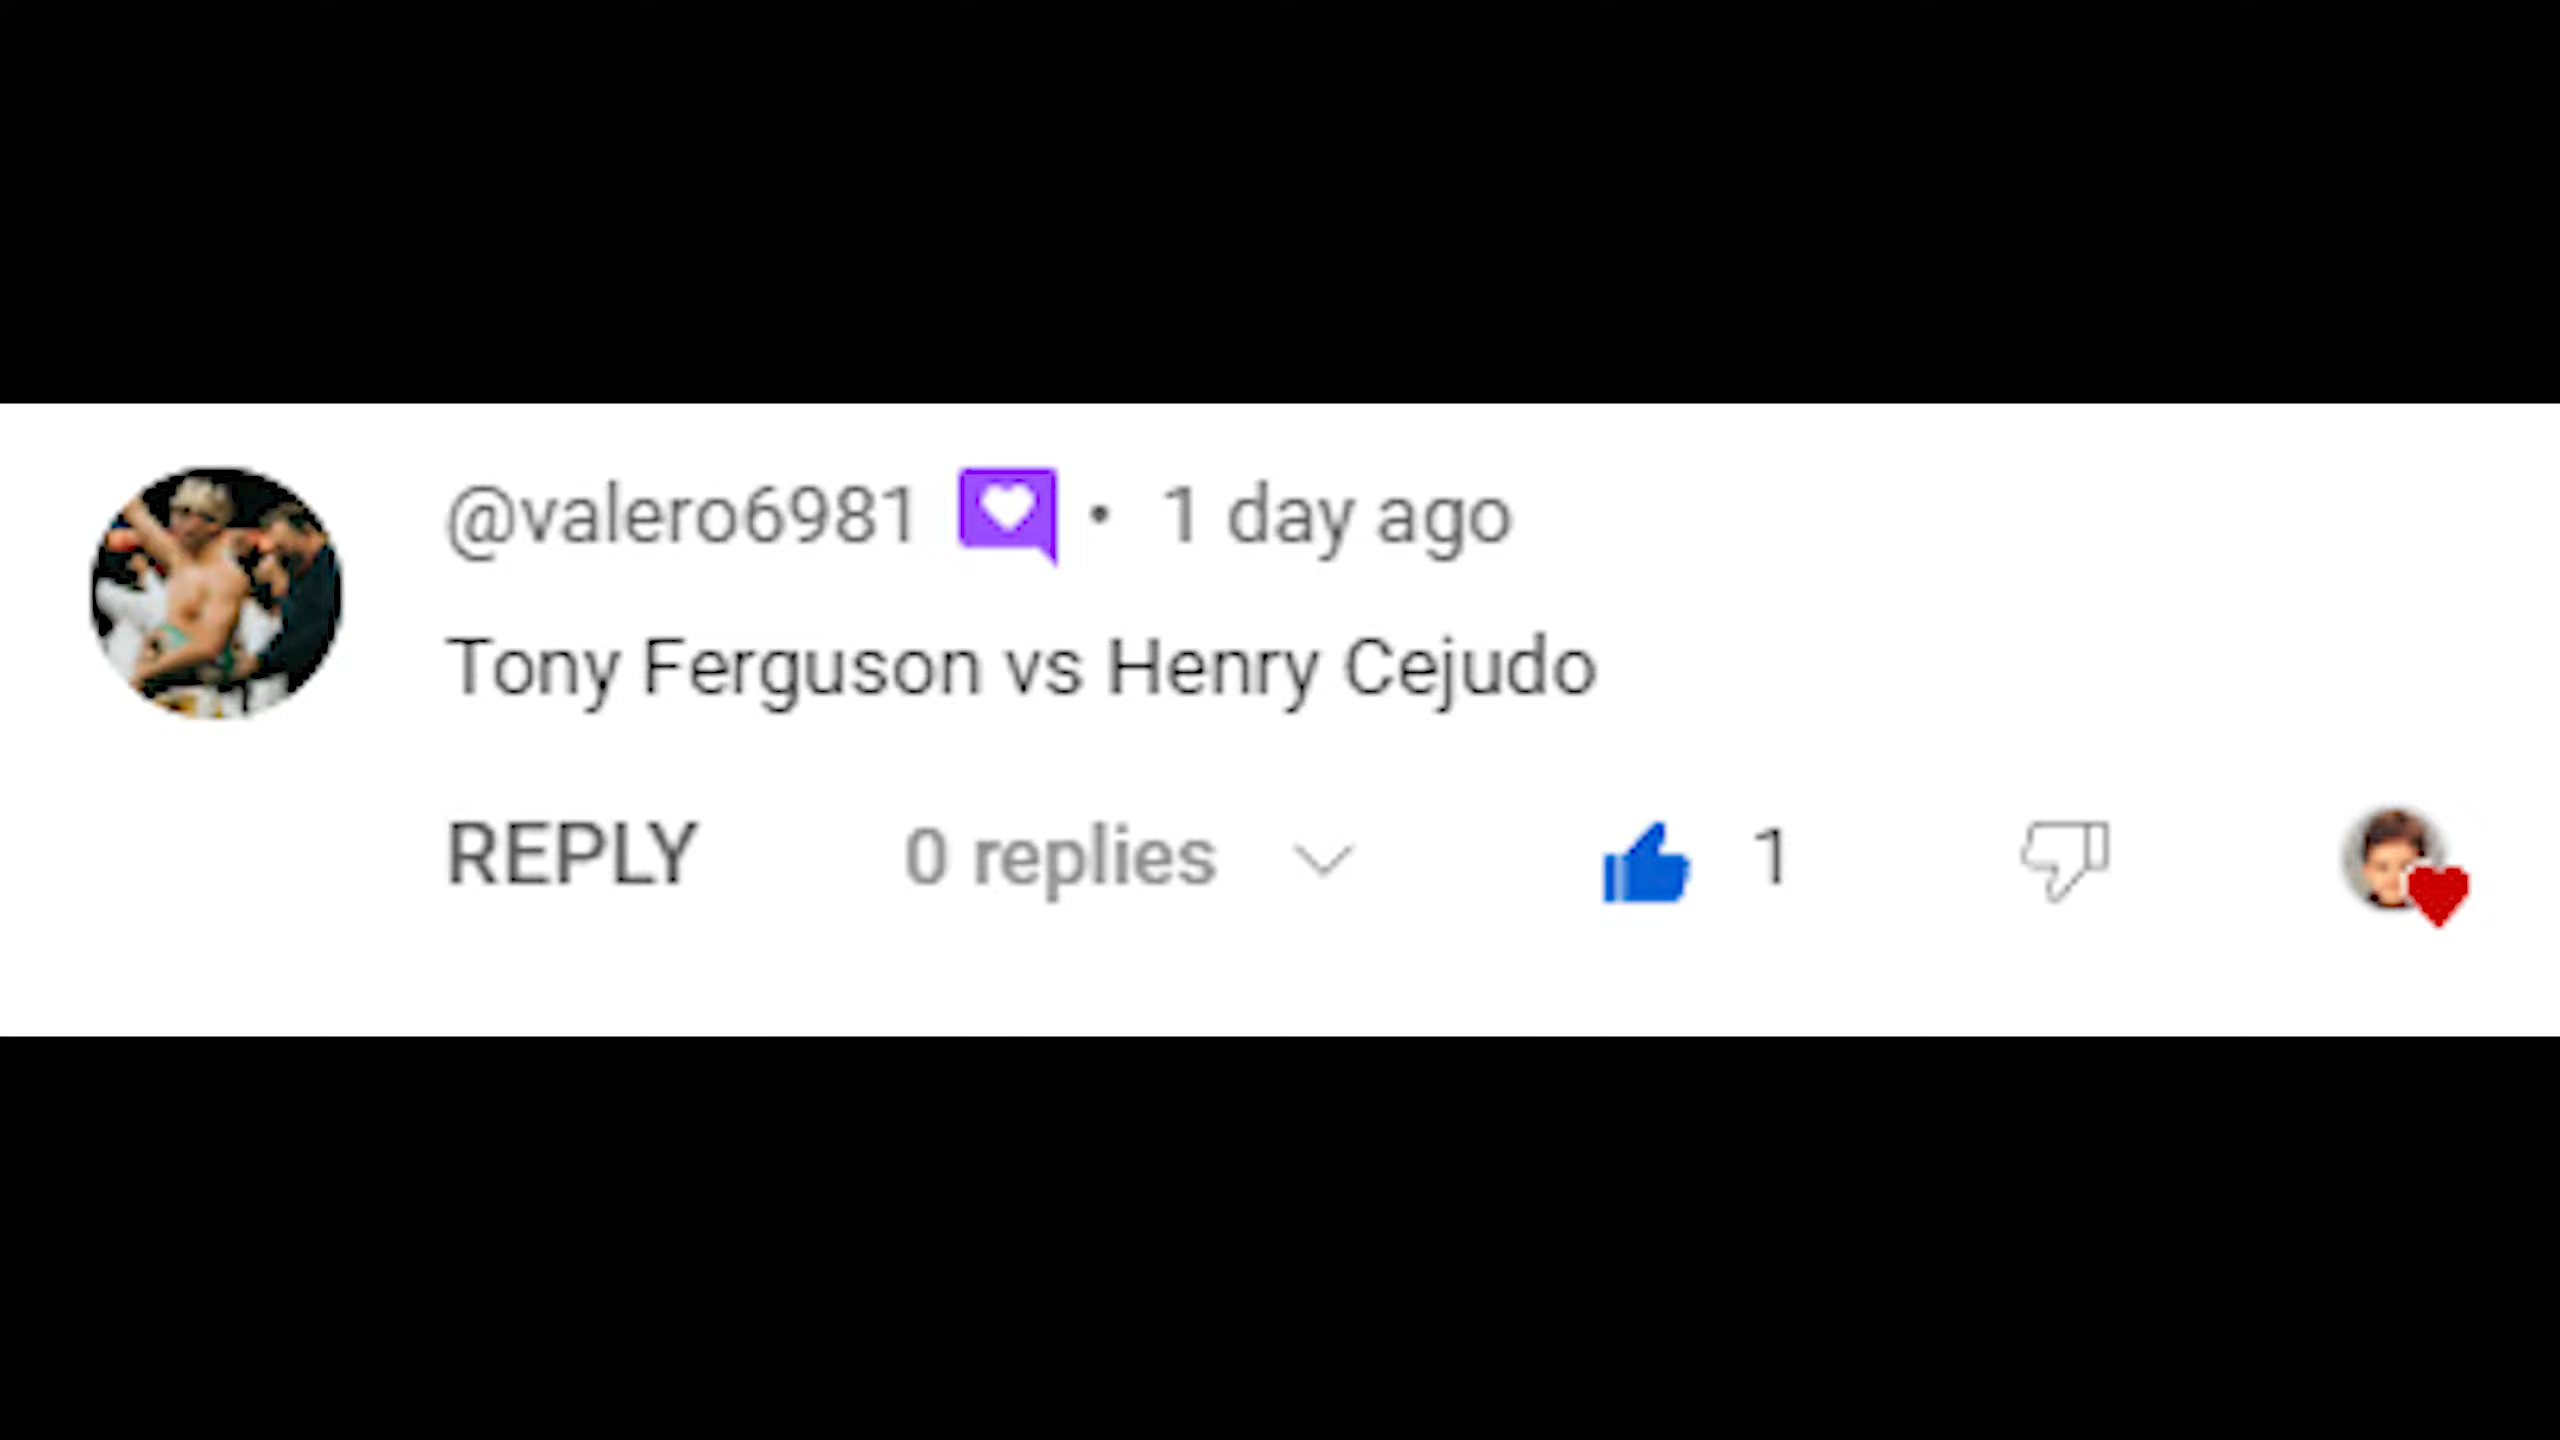 @valero6981 • 1 day ago
Tony Ferguson vs Henry Cejudo
REPLY 0 replies 1